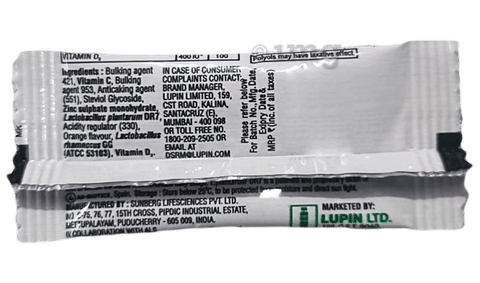 VITAMIN D3 400 IU 100
Polyols may have laxative effect.
Ingredients : Bulking agent
421, Vitamin C, Bulking
agent 953, Anticaking agent
(551), Steviol Glycoside,
Zinc sulphate monohydrate,
Lactobacillus plantarum DR7,
Acidity regulator (330),
Orange flavour, Lactobacillus
rhamnosus GG
(ATCC 53163), Vitamin D3.
IN CASE OF CONSUMER
COMPLAINTS CONTACT:
BRAND MANAGER,
LUPIN LIMITED, 159,
CST ROAD, KALINA,
SANTACRUZ (E),
MUMBAI - 400 098
OR TOLL FREE NO.
1800-209-2505 OR
EMAIL AT
DSRM@LUPIN.COM
Please refer below
For Batch No., Mfg. Date,
Expiry Date &
MRP ₹ (Inc. of all taxes)
Spain. Storage : Store below 25°C, to be protected from moisture and direct sun light.
MANUFACTURED BY : SUNBERG LIFESCIENCES PVT. LTD.
75, 76, 77, 15TH CROSS, PIPDIC INDUSTRIAL ESTATE,
METTUPALAYAM, PUDUCHERRY - 605 009, INDIA.
IN COLLABORATION WITH
MARKETED BY:
LUPIN LTD.